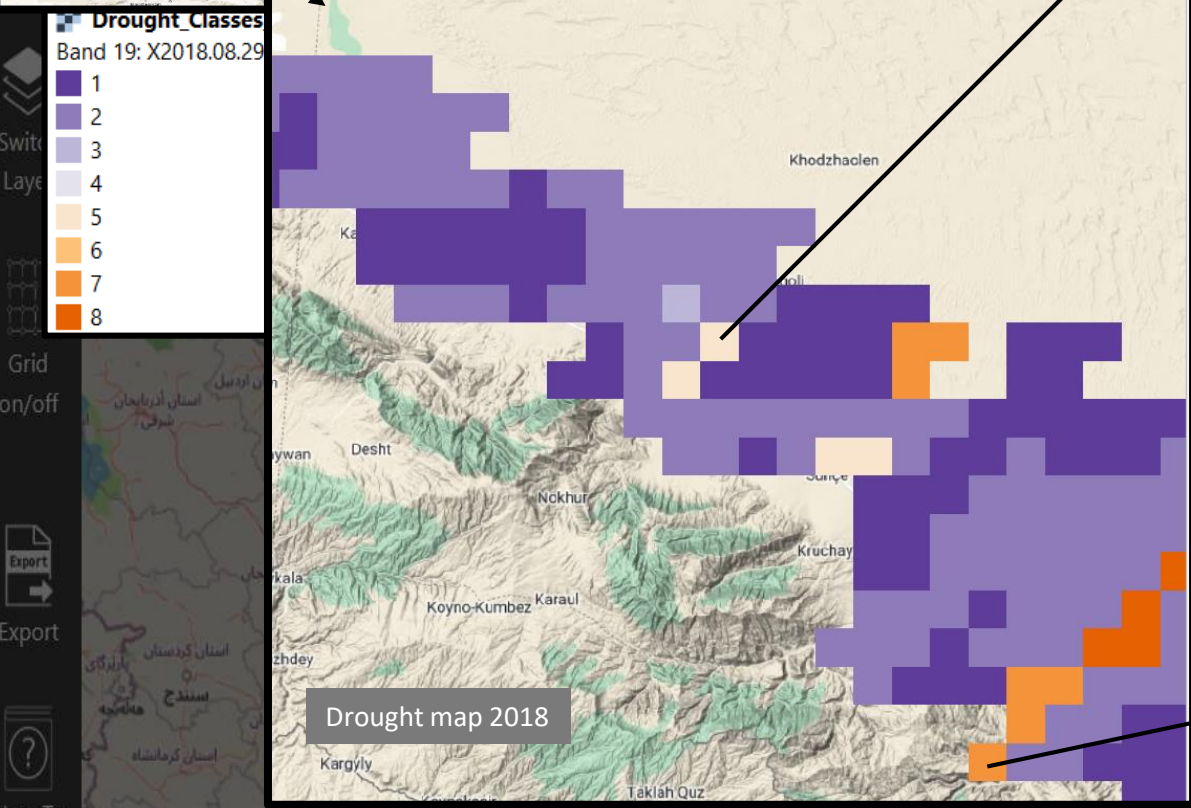 Drought_Classes
Band 19: X2018.08.29
1
2
3
4
5
6
7
8
Grid
on/off
Export
Export
?
استان آذربایجان
شرقی
استان کردستان
سنندج
استان کرمانشاه
Khodzhaolen
Desht
Nokhur
Kruchay
Koyno-Kumbez
Karaul
Drought map 2018
Kargyly
Taklah Quz